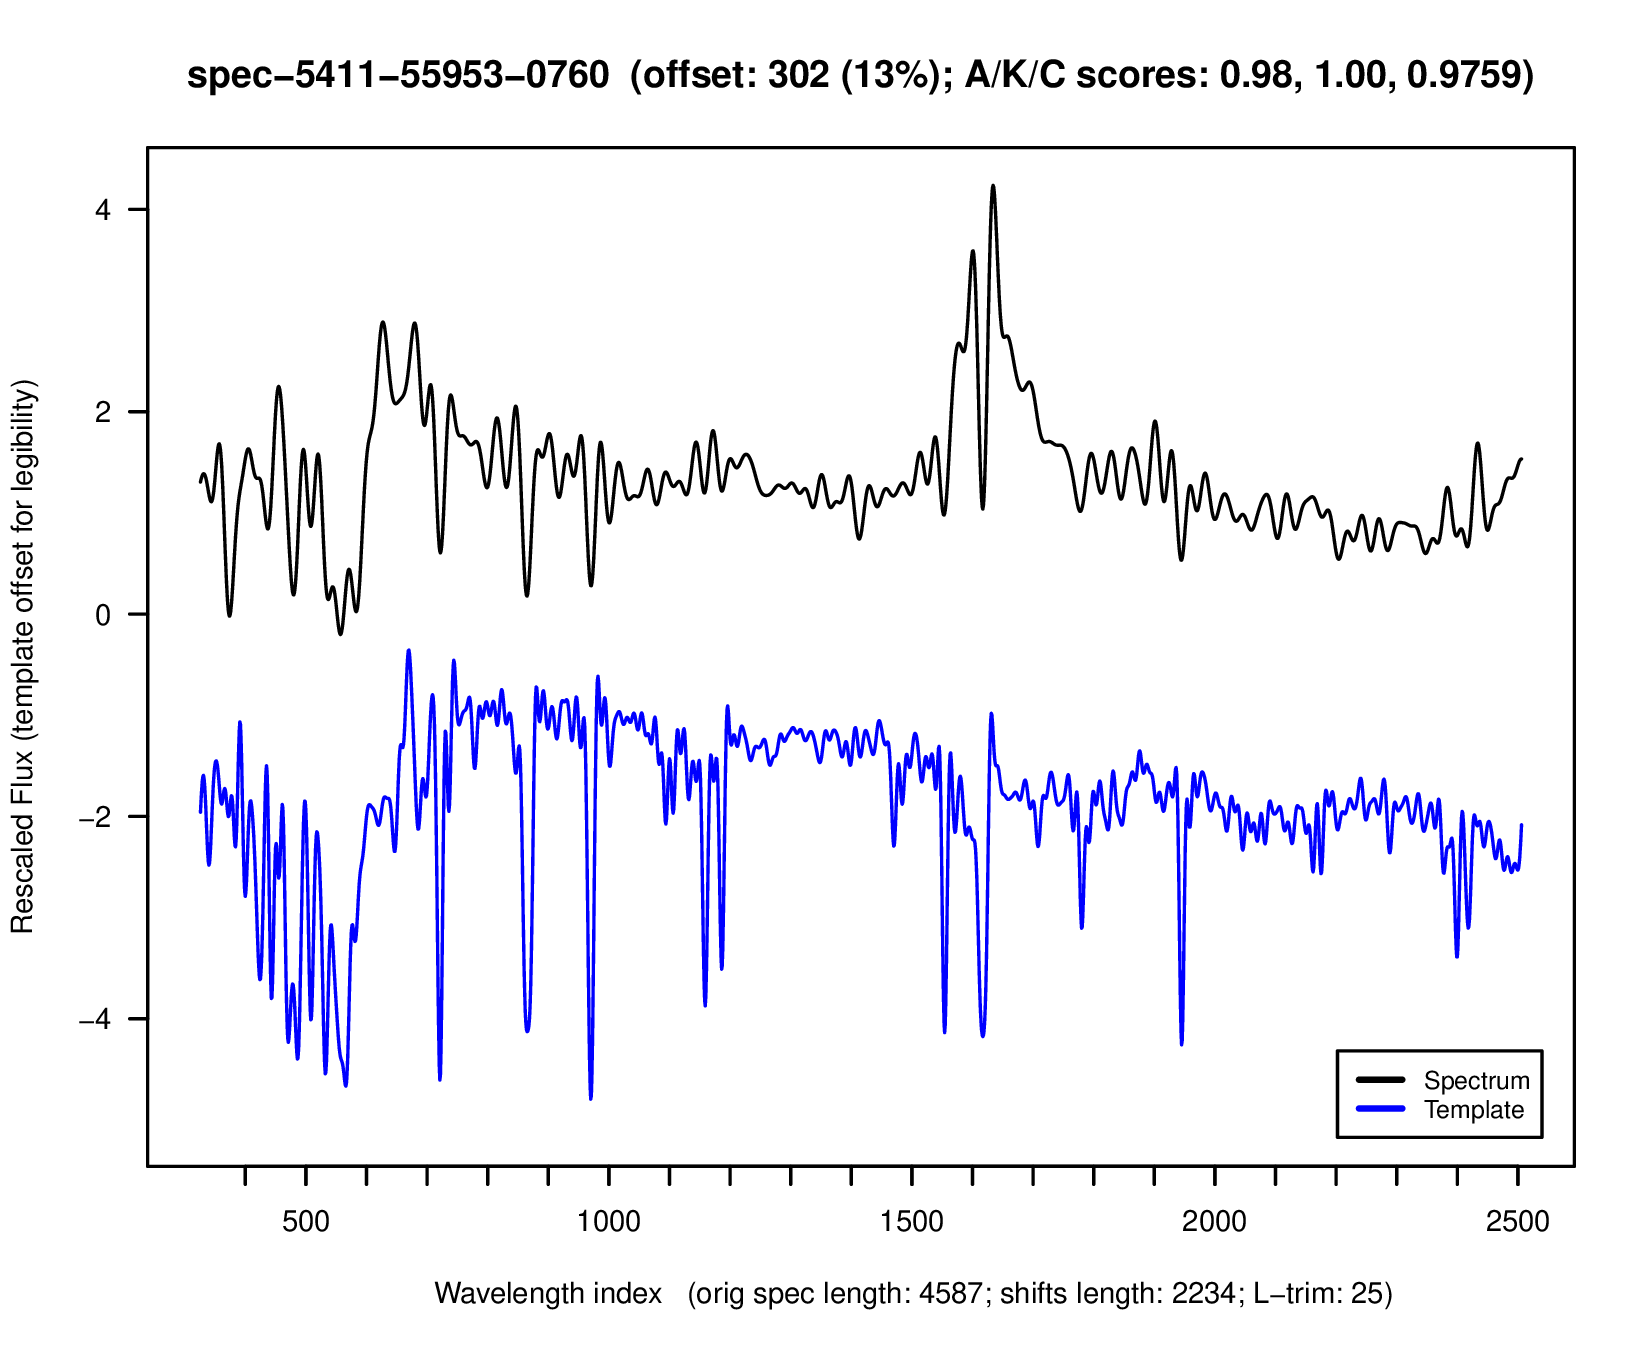 spec−5411−55953−0760 (offset: 302 (13%); A/K/C scores: 0.98, 1.00, 0.9759)
Rescaled Flux (template offset for legibility)
4
2
0
−2
−4
Spectrum
Template
500 1000 1500 2000 2500
Wavelength index (orig spec length: 4587; shifts length: 2234; L−trim: 25)